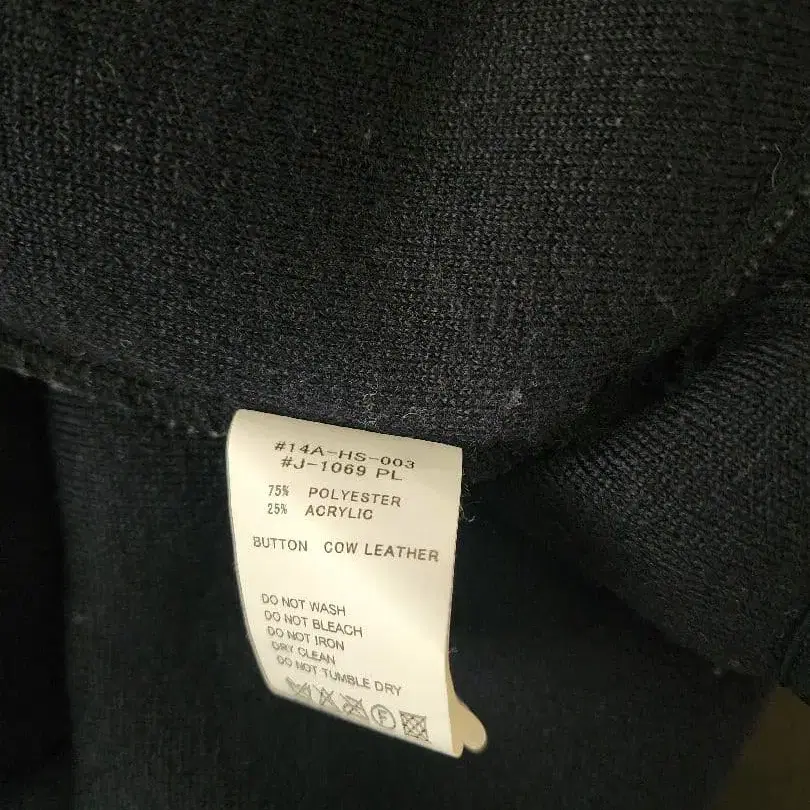 #14A-HS-003
#J-1069 PL
75% POLYESTER
25% ACRYLIC
BUTTON COW LEATHER
DO NOT WASH
DO NOT BLEACH
DO NOT IRON
DRY CLEAN
DO NOT TUMBLE DRY
F